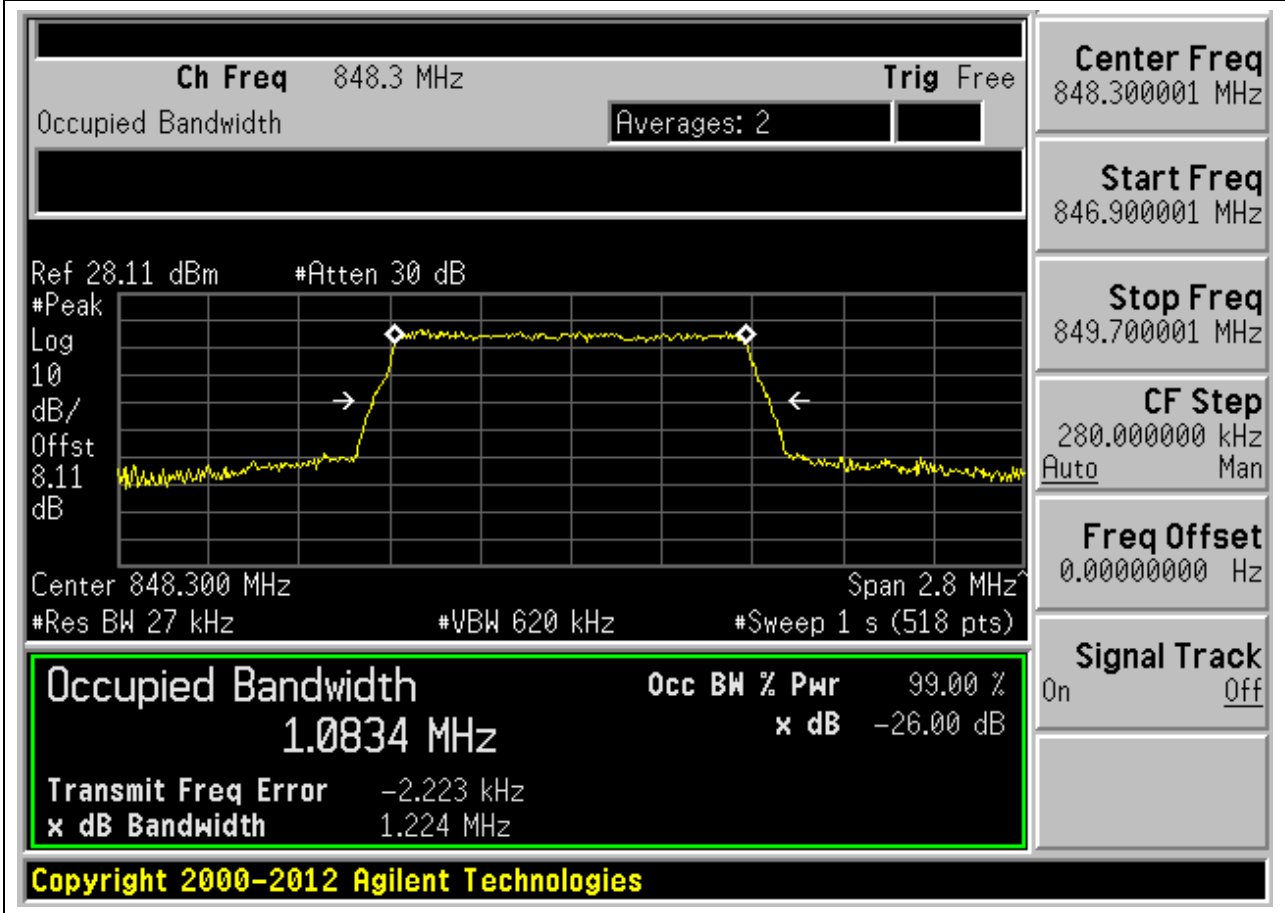 Ch Freq 848.3 MHz Trig Free
Occupied Bandwidth Averages: 2
Ref 28.11 dBm #Atten 30 dB
#Peak
Log
10
dB/
Offst
8.11
dB
Center 848.300 MHz Span 2.8 MHz^
#Res BW 27 kHz #VBW 620 kHz #Sweep 1 s (518 pts)
Occupied Bandwidth Occ BW % Pwr 99.00 %
1.0834 MHz x dB -26.00 dB
Transmit Freq Error -2.223 kHz
x dB Bandwidth 1.224 MHz
Copyright 2000-2012 Agilent Technologies
Center Freq
848.300001 MHz
Start Freq
846.900001 MHz
Stop Freq
849.700001 MHz
CF Step
280.000000 kHz
Auto Man
Freq Offset
0.00000000 Hz
Signal Track
On Off